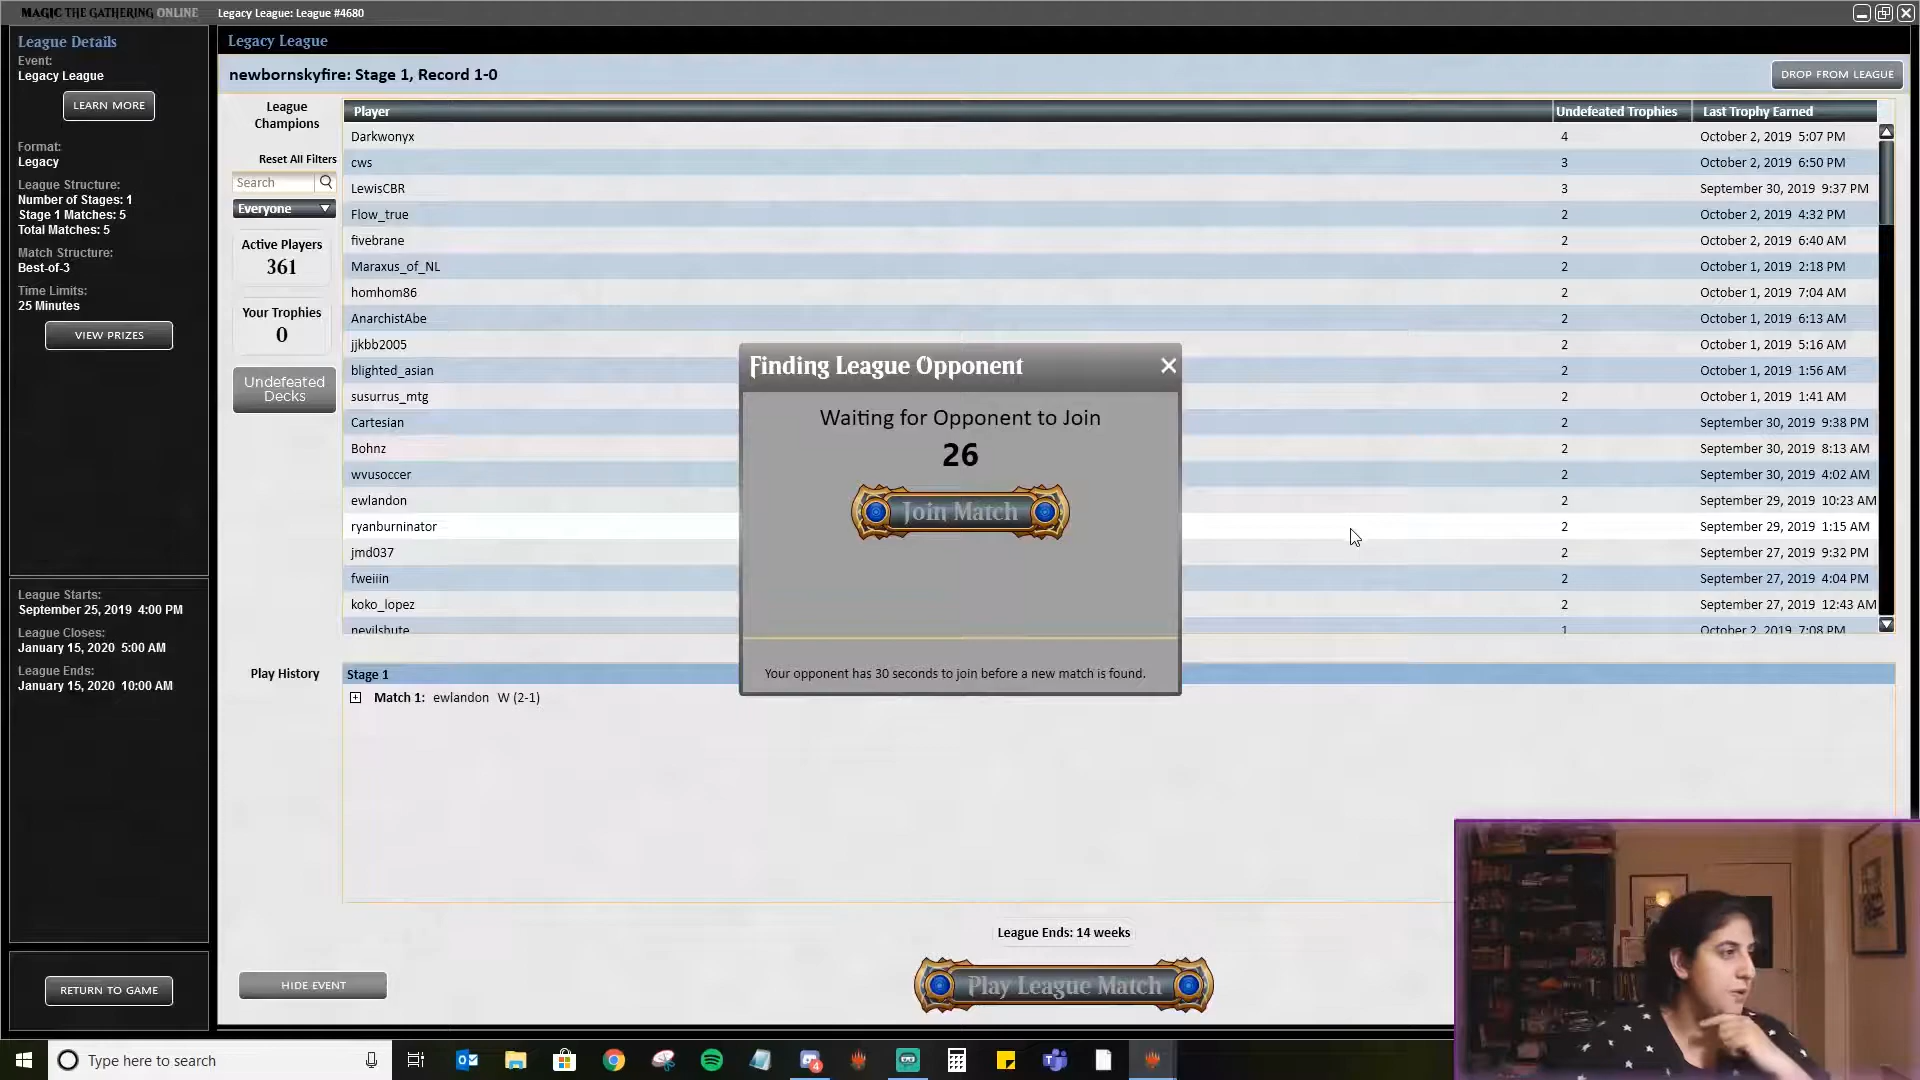 MAGIC THE GATHERING ONLINE
Legacy League: League #4680
League Details
Event:
Legacy League
LEARN MORE
Format:
Legacy
League Structure:
Number of Stages: 1
Stage 1 Matches: 5
Total Matches: 5
Match Structure:
Best-of-3
Time Limits:
25 Minutes
VIEW PRIZES
League Starts:
September 25, 2019 4:00 PM
League Closes:
January 15, 2020 5:00 AM
League Ends:
January 15, 2020 10:00 AM
RETURN TO GAME
Legacy League
newbornskyfire: Stage 1, Record 1-0
DROP FROM LEAGUE
League
Champions
Reset All Filters
Search
Everyone
Active Players
361
Your Trophies
0
Undefeated
Decks
Player Undefeated Trophies Last Trophy Earned
Darkwonyx 4 October 2, 2019 5:07 PM
cws 3 October 2, 2019 6:50 PM
LewisCBR 3 September 30, 2019 9:37 PM
Flow_true 2 October 2, 2019 4:32 PM
fivebrane 2 October 2, 2019 6:40 AM
Maraxus_of_NL 2 October 1, 2019 2:18 PM
homhom86 2 October 1, 2019 7:04 AM
AnarchistAbe 2 October 1, 2019 6:13 AM
jjkbb2005 2 October 1, 2019 5:16 AM
blighted_asian 2 October 1, 2019 1:56 AM
susurrus_mtg 2 October 1, 2019 1:41 AM
Cartesian 2 September 30, 2019 9:38 PM
Bohnz 2 September 30, 2019 8:13 AM
wvusoccer 2 September 30, 2019 4:02 AM
ewlandon 2 September 29, 2019 10:23 AM
ryanburninator 2 September 29, 2019 1:15 AM
jmd037 2 September 27, 2019 9:32 PM
fweiiin 2 September 27, 2019 4:04 PM
koko_lopez 2 September 27, 2019 12:43 AM
nevilshute 1 October 2, 2019 7:08 PM
Finding League Opponent
Waiting for Opponent to Join
26
Join Match
Your opponent has 30 seconds to join before a new match is found.
Play History
Stage 1
Match 1: ewlandon W (2-1)
League Ends: 14 weeks
HIDE EVENT
Play League Match
Type here to search
4